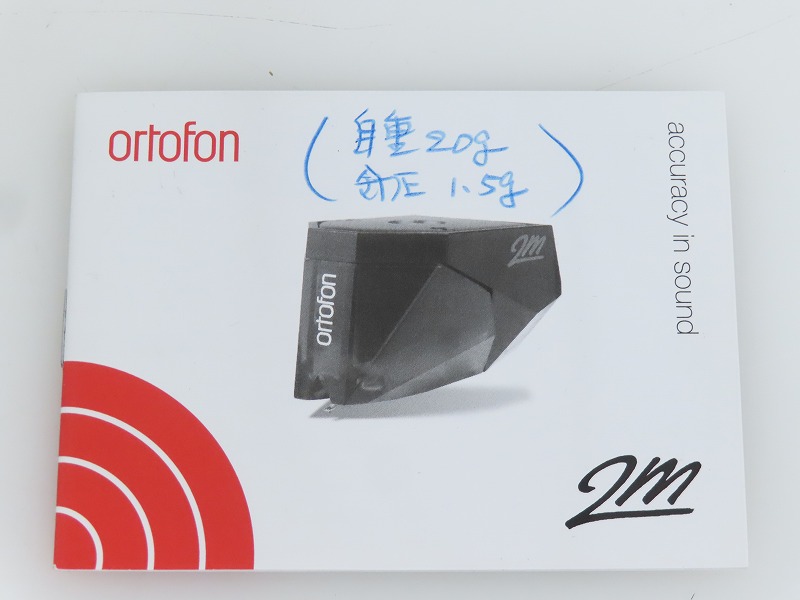 ortofon
(自重 20g
針圧 1.5g)
accuracy in sound
2M
ortofon
2M